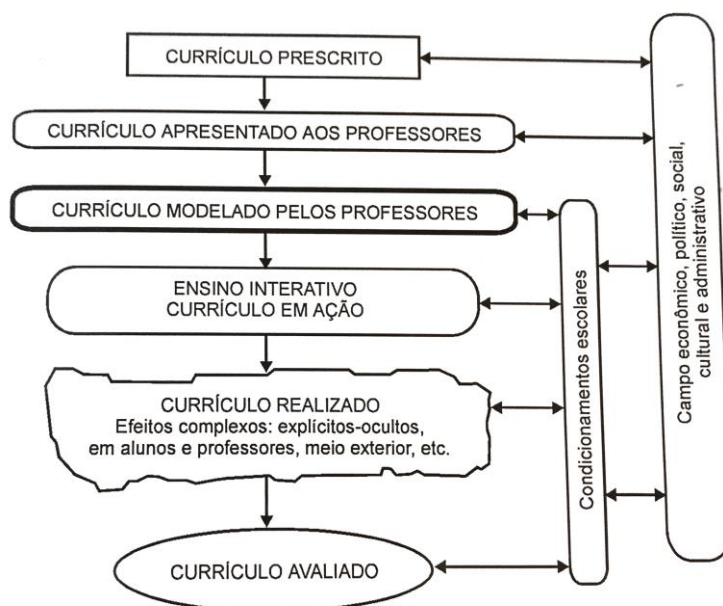 CURRÍCULO PRESCRITO
CURRÍCULO APRESENTADO AOS PROFESSORES
CURRÍCULO MODELADO PELOS PROFESSORES
ENSINO INTERATIVO
CURRÍCULO EM AÇÃO
CURRÍCULO REALIZADO
Efeitos complexos: explícitos-ocultos,
em alunos e professores, meio exterior, etc.
CURRÍCULO AVALIADO
Condicionamentos escolares
Campo econômico, político, social,
cultural e administrativo